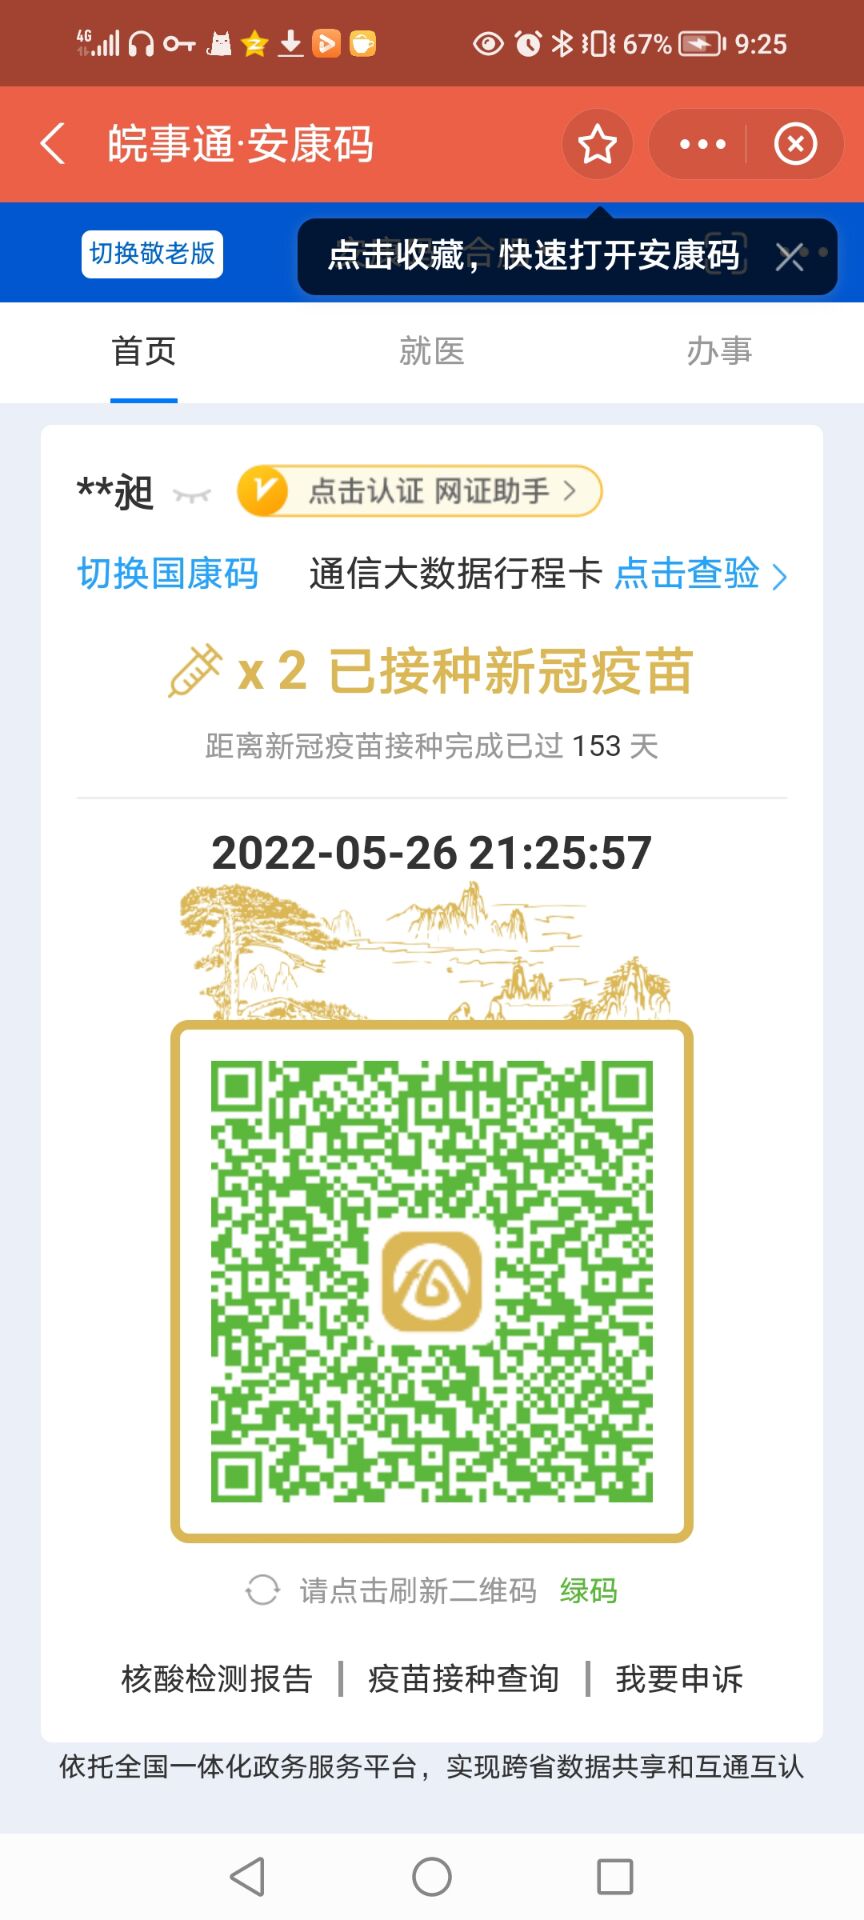 4G 67% 9:25
皖事通·安康码
切换敬老版
点击收藏，快速打开安康码
首页 就医 办事
**昶 点击认证 网证助手
切换国康码 通信大数据行程卡 点击查验
x 2 已接种新冠疫苗
距离新冠疫苗接种完成已过 153 天
2022-05-26 21:25:57
请点击刷新二维码 绿码
核酸检测报告 | 疫苗接种查询 | 我要申诉
依托全国一体化政务服务平台，实现跨省数据共享和互通互认